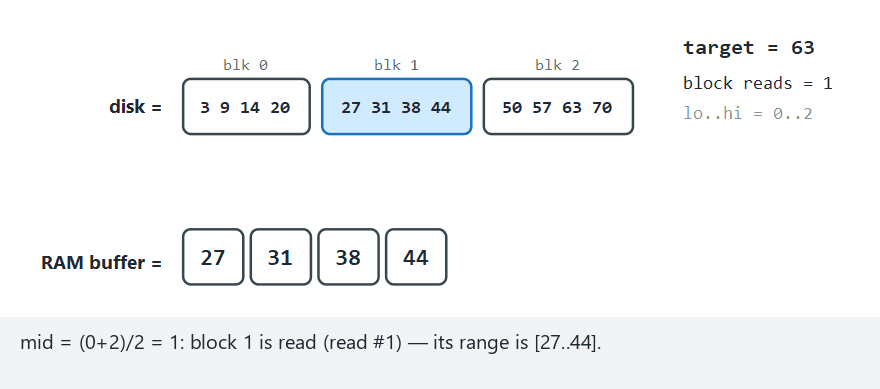 target = 63
blk 0 blk 1 blk 2
block reads = 1
disk = 3 9 14 20 27 31 38 44 50 57 63 70
lo..hi = 0..2
RAM buffer = 27 31 38 44
mid = (0+2)/2 = 1: block 1 is read (read #1) — its range is [27..44].